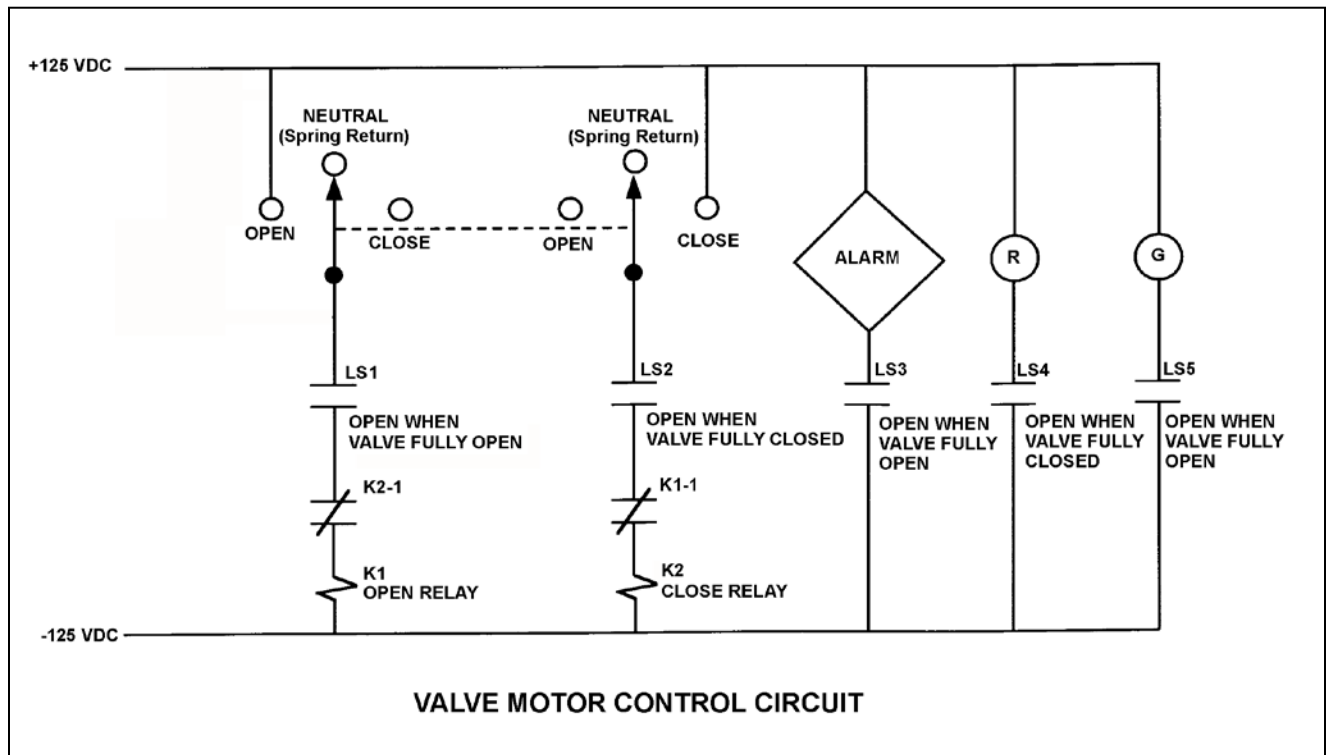 +125 VDC
NEUTRAL
(Spring Return)
NEUTRAL
(Spring Return)
OPEN
CLOSE
OPEN
CLOSE
ALARM
R
G
LS1
OPEN WHEN
VALVE FULLY OPEN
LS2
OPEN WHEN
VALVE FULLY CLOSED
LS3
OPEN WHEN
VALVE FULLY
OPEN
LS4
OPEN WHEN
VALVE FULLY
CLOSED
LS5
OPEN WHEN
VALVE FULLY
OPEN
K2-1
K1-1
K1
OPEN RELAY
K2
CLOSE RELAY
-125 VDC
VALVE MOTOR CONTROL CIRCUIT